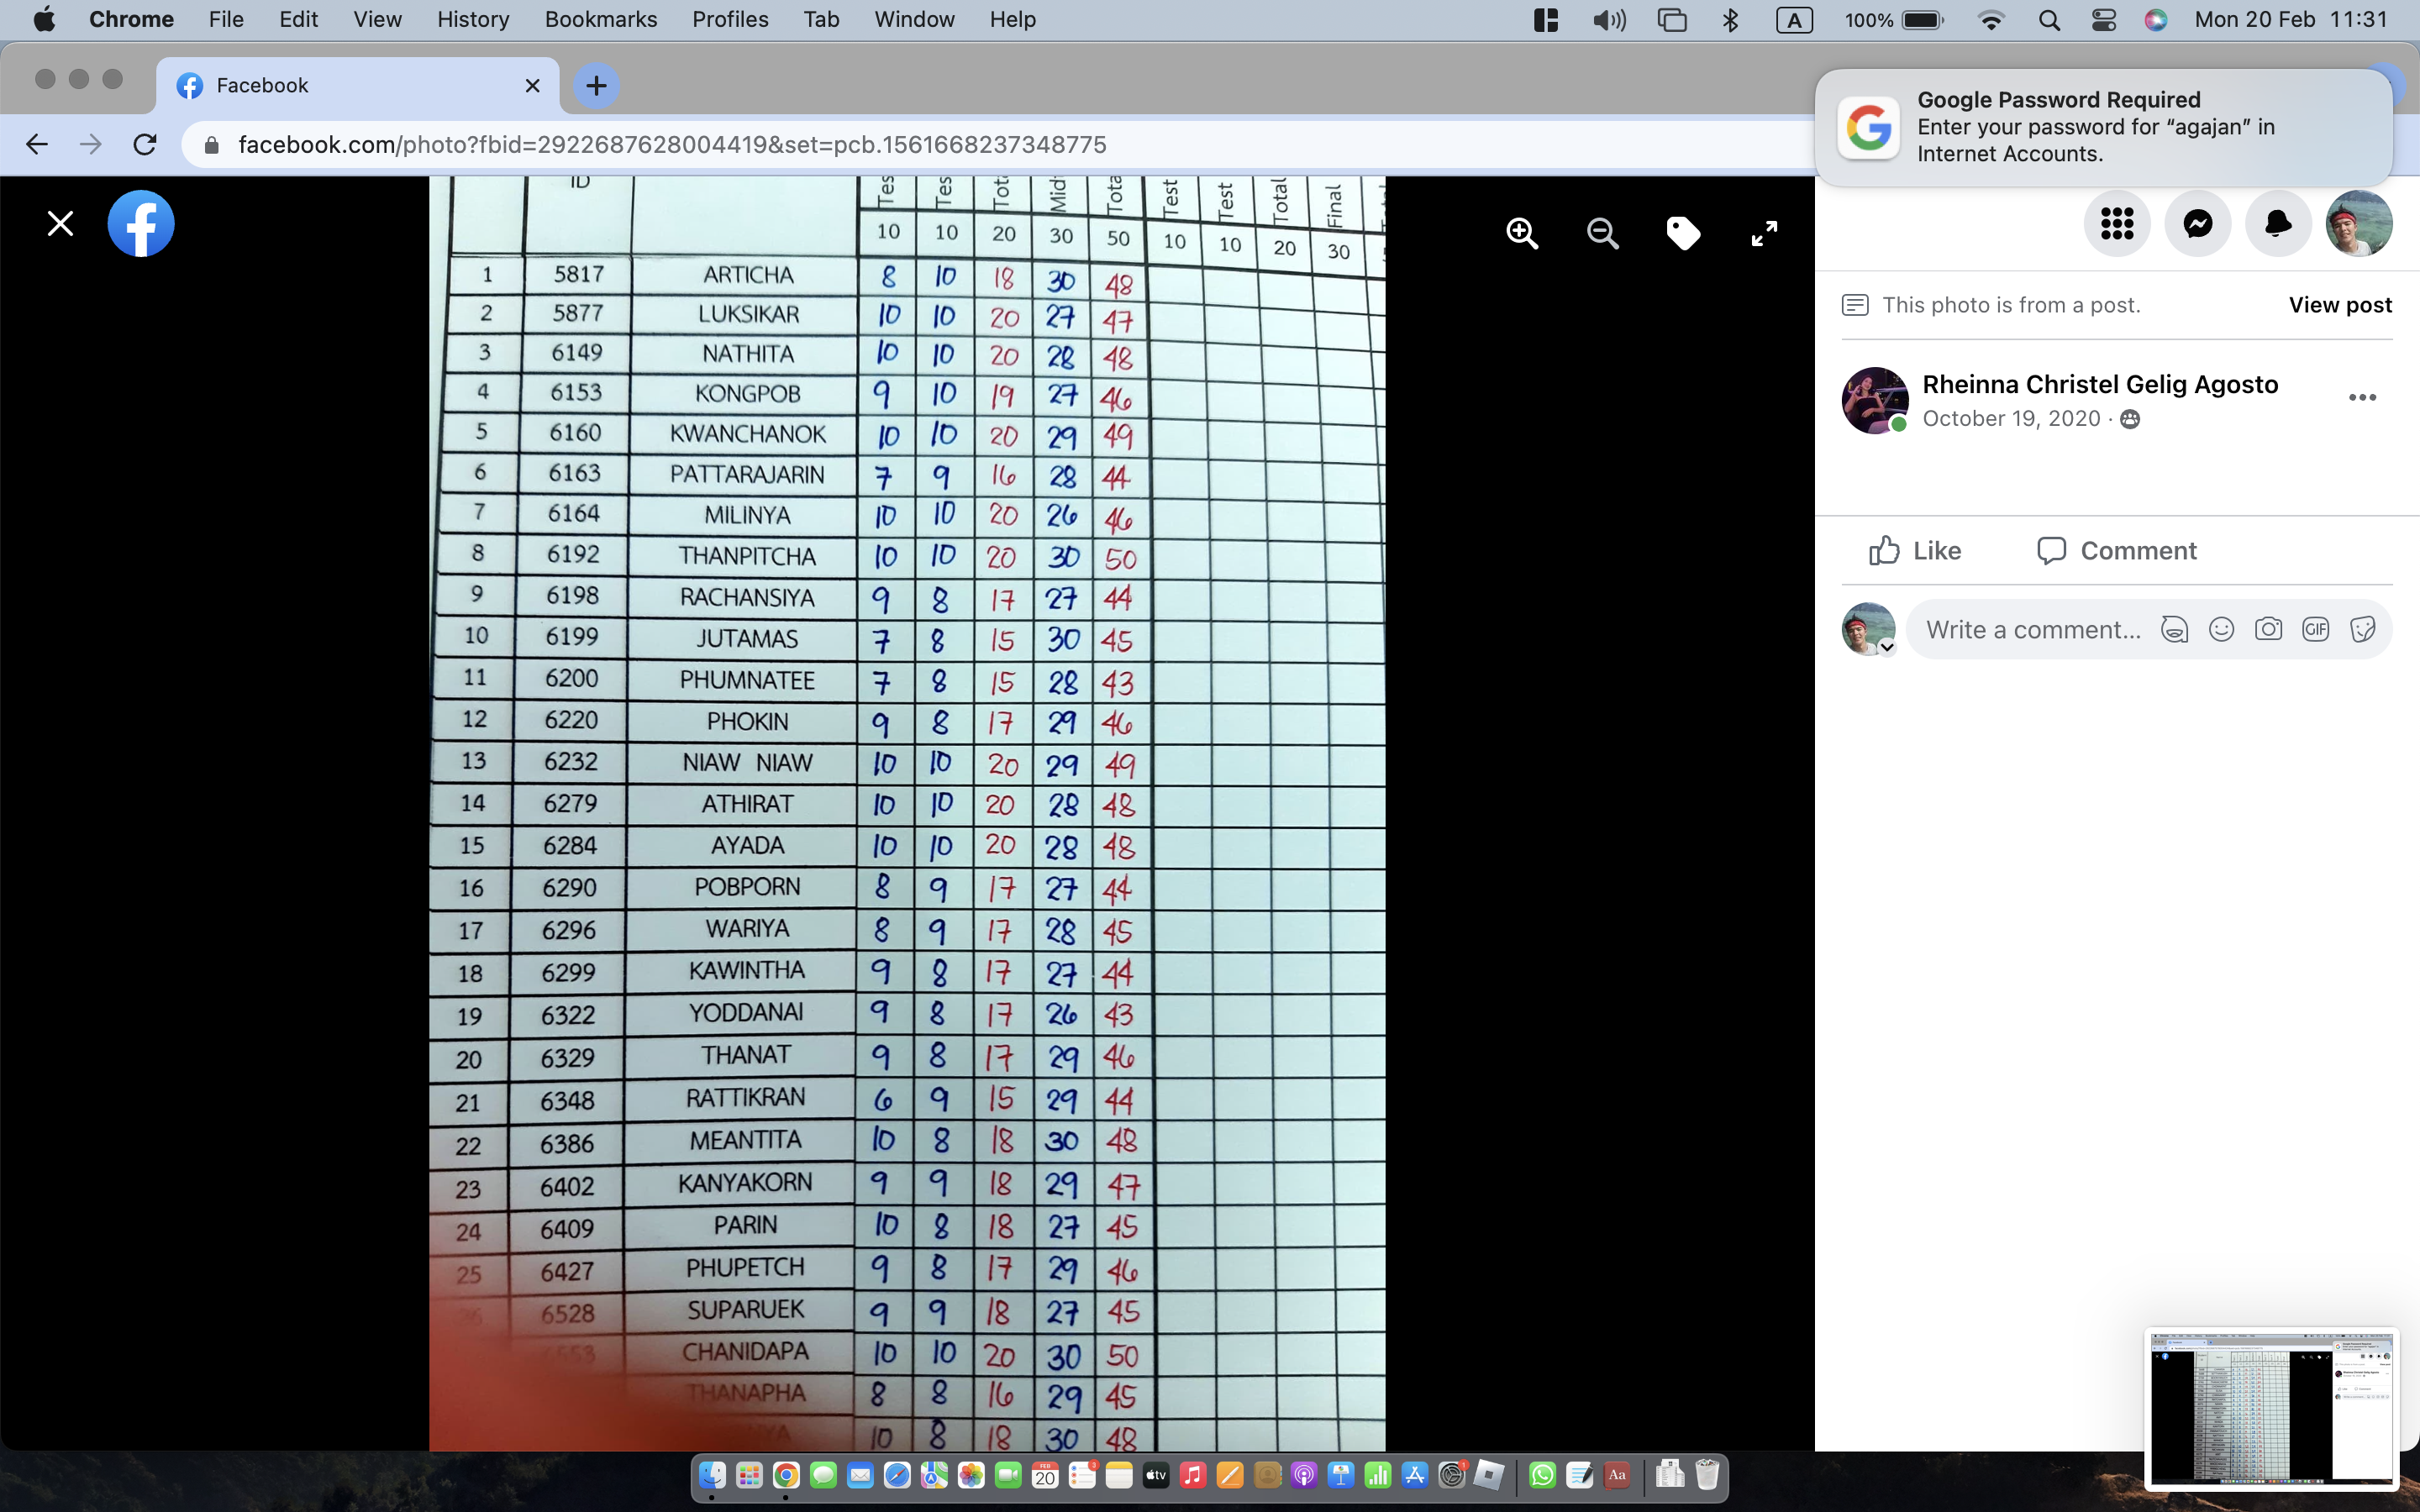 Chrome File Edit View History Bookmarks Profiles Tab Window Help A 100% Mon 20 Feb 11:31
Facebook
Google Password Required
Enter your password for “agajan” in
Internet Accounts.
facebook.com/photo?fbid=2922687628004419&set=pcb.1561668237348775
ID Tes Tes Tota Mid Tota Test Test Total Final
10 10 20 30 50 10 10 20 30
1 5817 ARTICHA 8 10 18 30 48
2 5877 LUKSIKAR 10 10 20 27 47
3 6149 NATHITA 10 10 20 28 48
4 6153 KONGPOB 9 10 19 27 46
5 6160 KWANCHANOK 10 10 20 29 49
6 6163 PATTARAJARIN 7 9 16 28 44
7 6164 MILINYA 10 10 20 26 46
8 6192 THANPITCHA 10 10 20 30 50
9 6198 RACHANSIYA 9 8 17 27 44
10 6199 JUTAMAS 7 8 15 30 45
11 6200 PHUMNATEE 7 8 15 28 43
12 6220 PHOKIN 9 8 17 29 46
13 6232 NIAW NIAW 10 10 20 29 49
14 6279 ATHIRAT 10 10 20 28 48
15 6284 AYADA 10 10 20 28 48
16 6290 POBPORN 8 9 17 27 44
17 6296 WARIYA 8 9 17 28 45
18 6299 KAWINTHA 9 8 17 27 44
19 6322 YODDANAI 9 8 17 26 43
20 6329 THANAT 9 8 17 29 46
21 6348 RATTIKRAN 6 9 15 29 44
22 6386 MEANTITA 10 8 18 30 48
23 6402 KANYAKORN 9 9 18 29 47
24 6409 PARIN 10 8 18 27 45
25 6427 PHUPETCH 9 8 17 29 46
26 6528 SUPARUEK 9 9 18 27 45
CHANIDAPA 10 10 20 30 50
THANAPHA 8 8 16 29 45
10 8 18 30 48
This photo is from a post. View post
Rheinna Christel Gelig Agosto
October 19, 2020 ·
Like Comment
Write a comment... GIF
FEB
20 3 tv 1 Aa